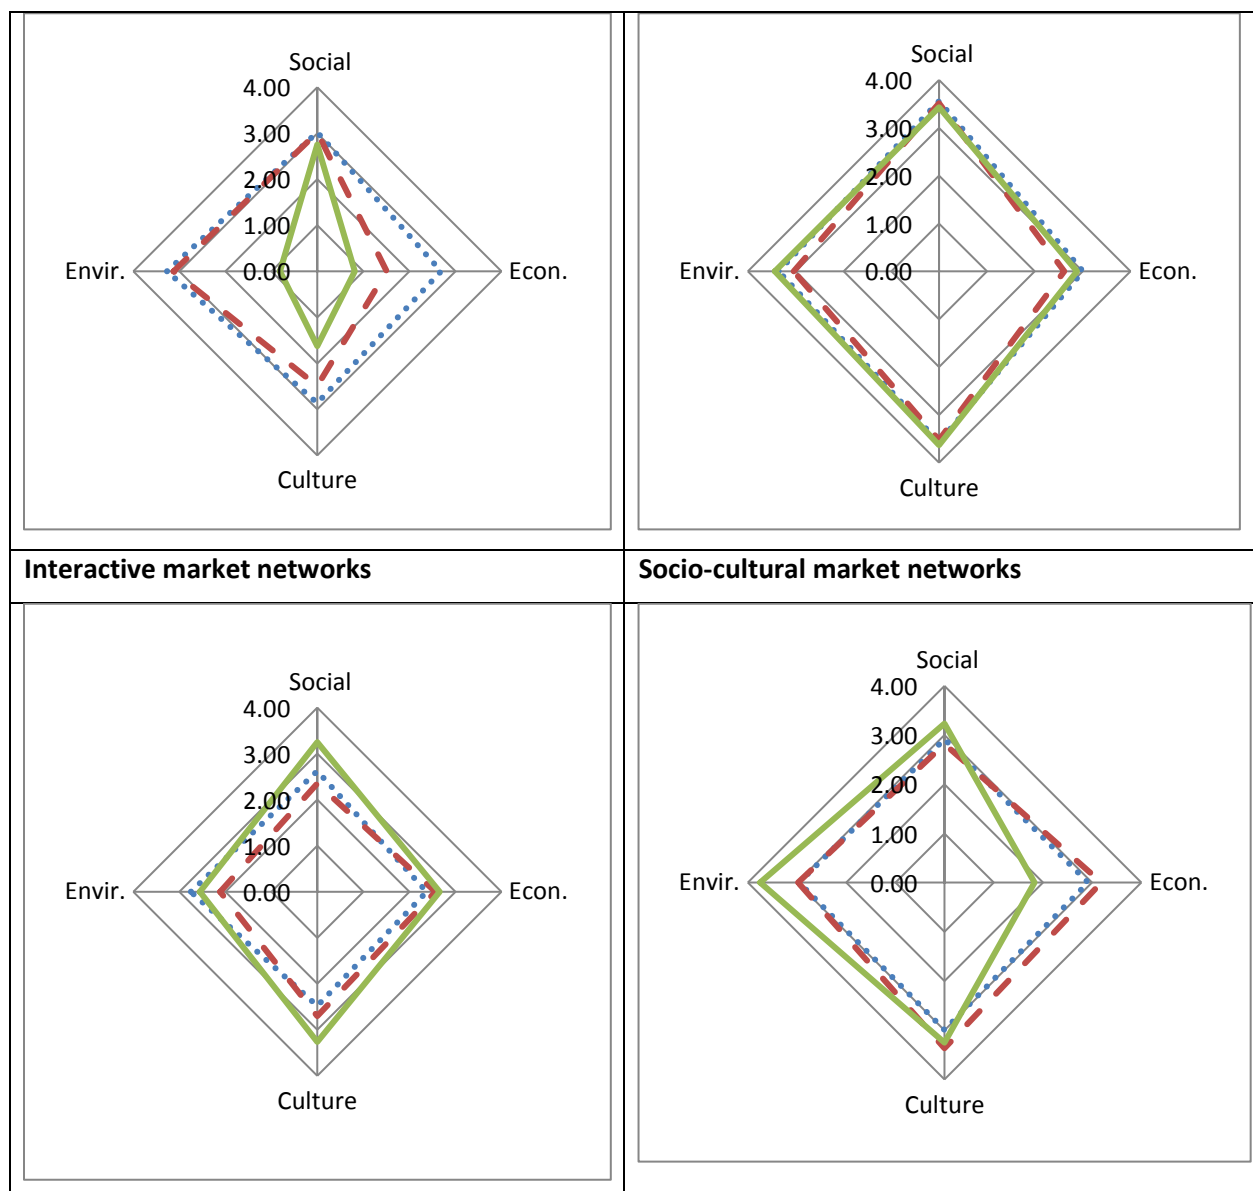 Social
4.00
3.00
2.00
1.00
Envir. 0.00 Econ.
Culture
Social
4.00
3.00
2.00
1.00
0.00 Econ.
Envir.
Culture
Interactive market networks
Socio-cultural market networks
Social
4.00
3.00
2.00
1.00
Envir. 0.00 Econ.
Culture
Social
4.00
3.00
2.00
1.00
Envir. 0.00 Econ.
Culture